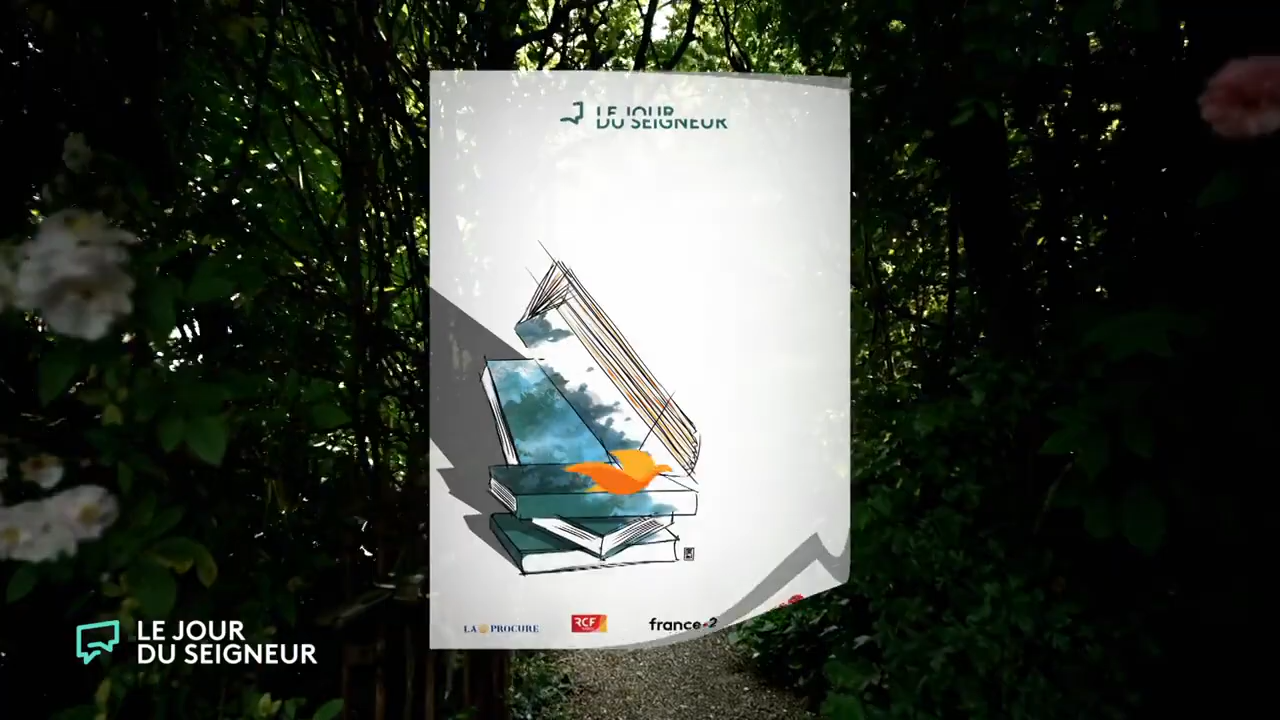 LE JOUR
DU SEIGNEUR
LA PROCURE
RCF
france•2
LE JOUR
DU SEIGNEUR